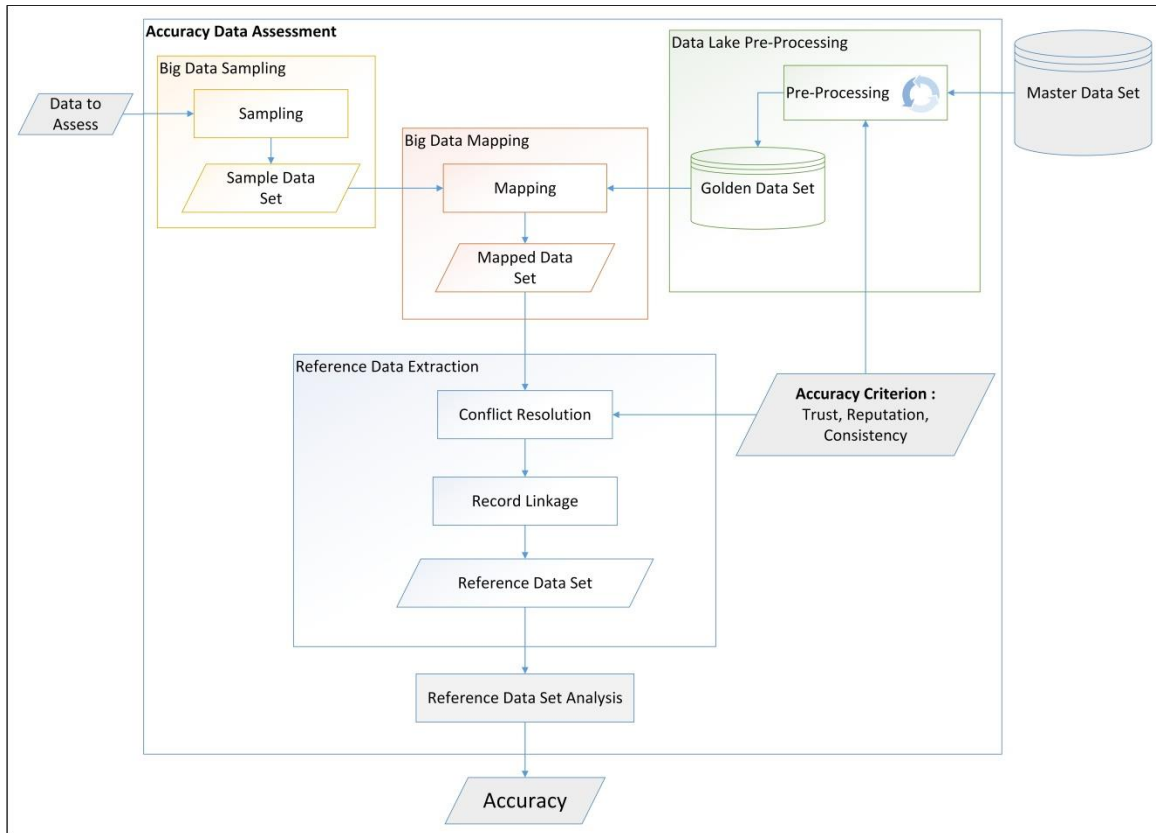 Accuracy Data Assessment
Big Data Sampling
Data to
Assess
Sampling
Sample Data
Set
Big Data Mapping
Mapping
Mapped Data
Set
Data Lake Pre-Processing
Pre-Processing
Golden Data Set
Master Data Set
Reference Data Extraction
Conflict Resolution
Accuracy Criterion :
Trust, Reputation,
Consistency
Record Linkage
Reference Data Set
Reference Data Set Analysis
Accuracy